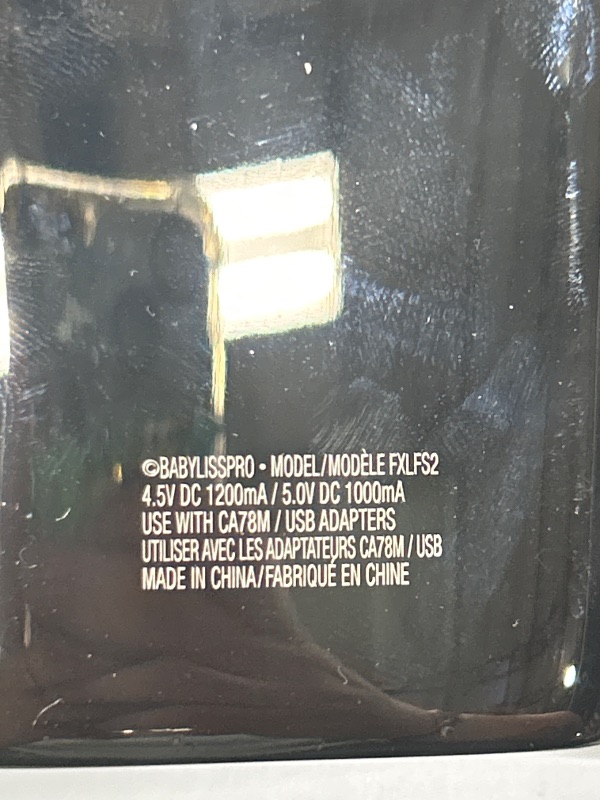 ©BABYLISSPRO • MODEL/MODÈLE FXLFS2
4.5V DC 1200mA / 5.0V DC 1000mA
USE WITH CA78M / USB ADAPTERS
UTILISER AVEC LES ADAPTATEURS CA78M / USB
MADE IN CHINA/FABRIQUÉ EN CHINE